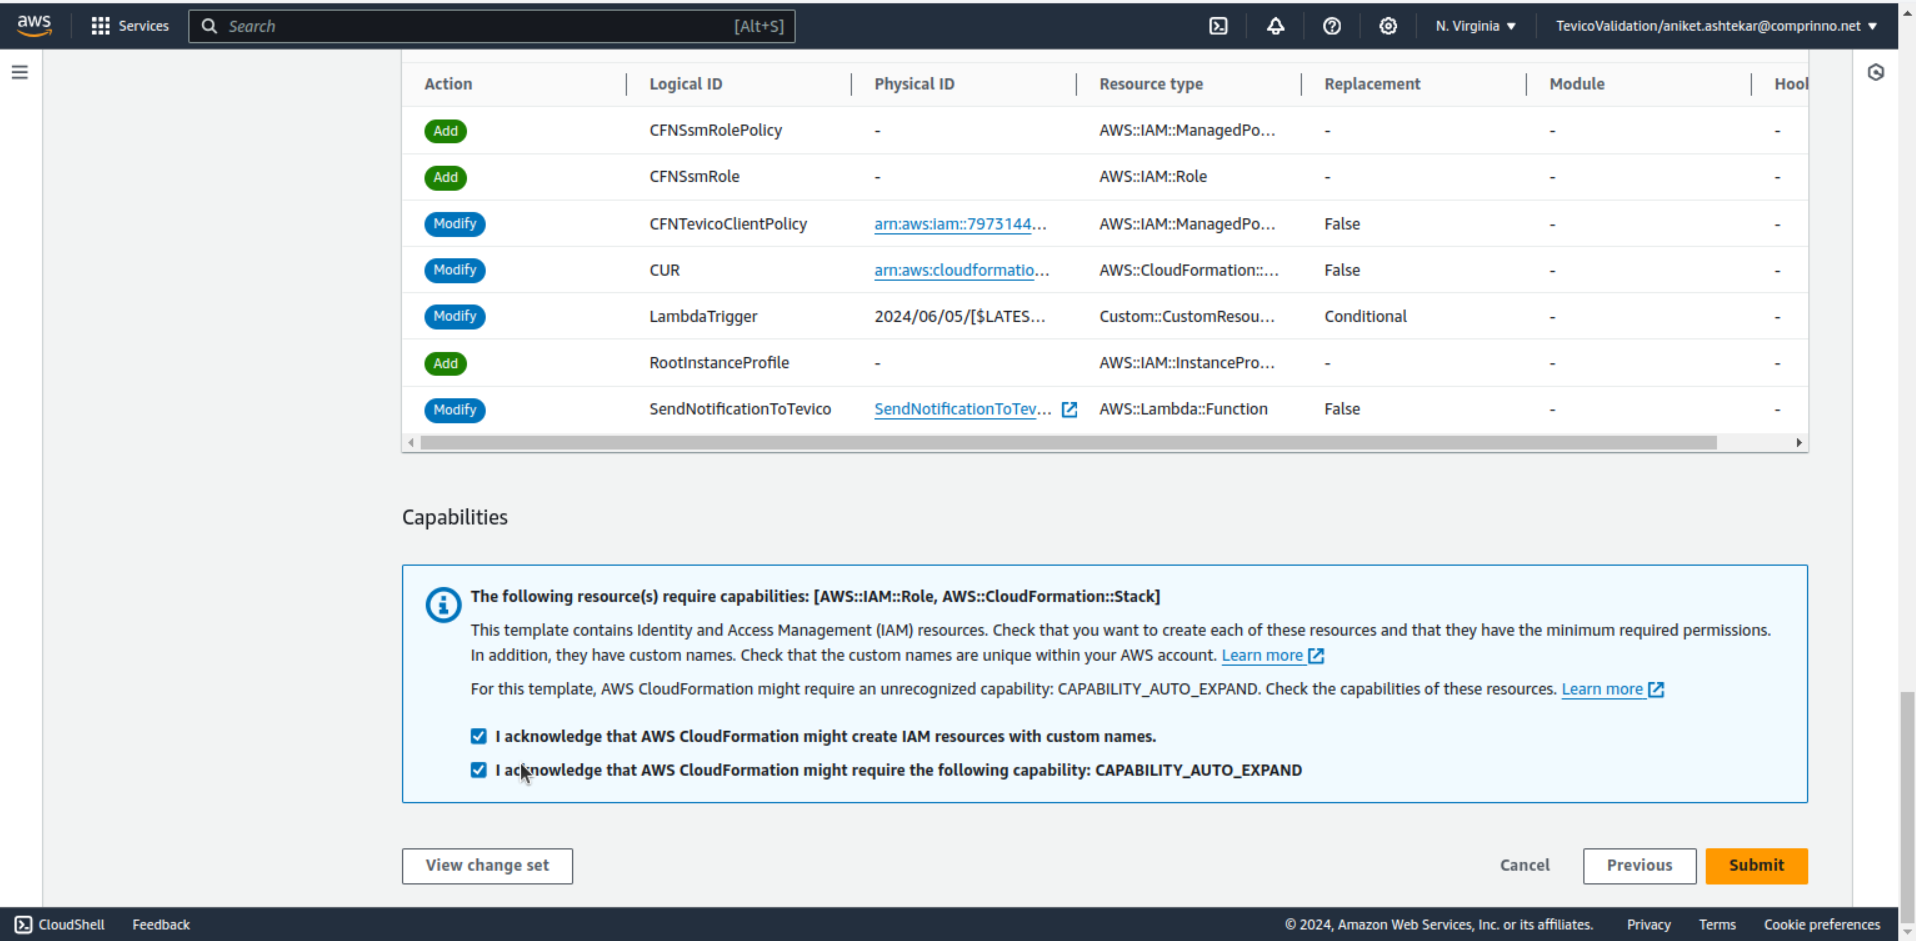 aws Services Search [Alt+S] N. Virginia TevicoValidation/aniket.ashtekar@comprinno.net
Action Logical ID Physical ID Resource type Replacement Module Hool
Add CFNSsmRolePolicy - AWS::IAM::ManagedPo... - - -
Add CFNSsmRole - AWS::IAM::Role - - -
Modify CFNTevicoClientPolicy arn:aws:iam::7973144... AWS::IAM::ManagedPo... False - -
Modify CUR arn:aws:cloudformatio... AWS::CloudFormation::... False - -
Modify LambdaTrigger 2024/06/05/[$LATES... Custom::CustomResou... Conditional - -
Add RootInstanceProfile - AWS::IAM::InstancePro... - - -
Modify SendNotificationToTevico SendNotificationToTev... AWS::Lambda::Function False - -
Capabilities
The following resource(s) require capabilities: [AWS::IAM::Role, AWS::CloudFormation::Stack]
This template contains Identity and Access Management (IAM) resources. Check that you want to create each of these resources and that they have the minimum required permissions.
In addition, they have custom names. Check that the custom names are unique within your AWS account. Learn more
For this template, AWS CloudFormation might require an unrecognized capability: CAPABILITY_AUTO_EXPAND. Check the capabilities of these resources. Learn more
I acknowledge that AWS CloudFormation might create IAM resources with custom names.
I acknowledge that AWS CloudFormation might require the following capability: CAPABILITY_AUTO_EXPAND
View change set Cancel Previous Submit
CloudShell Feedback © 2024, Amazon Web Services, Inc. or its affiliates. Privacy Terms Cookie preferences